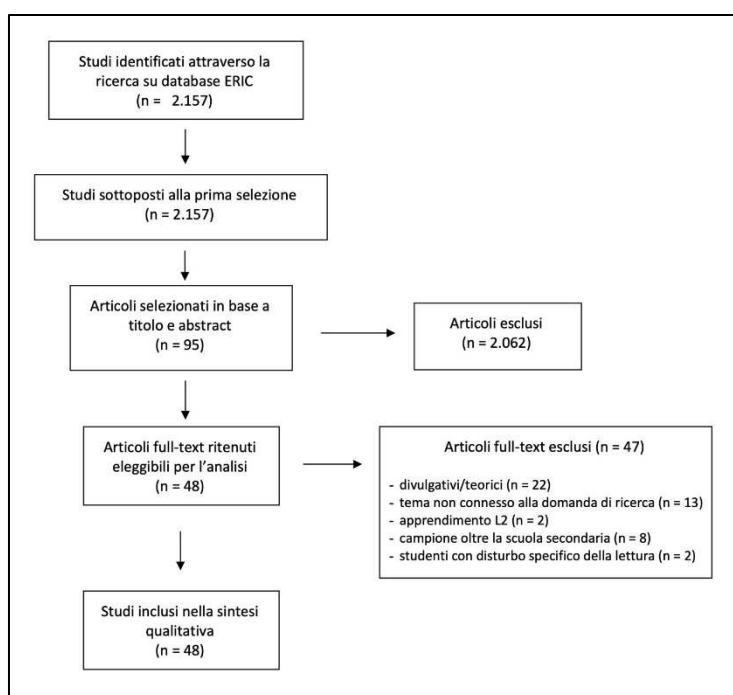 Studi identificati attraverso la
ricerca su database ERIC
(n = 2.157)
Studi sottoposti alla prima selezione
(n = 2.157)
Articoli selezionati in base a
titolo e abstract
(n = 95)
Articoli esclusi
(n = 2.062)
Articoli full-text ritenuti
eleggibili per l'analisi
(n = 48)
Articoli full-text esclusi (n = 47)
- divulgativi/teorici (n = 22)
- tema non connesso alla domanda di ricerca (n = 13)
- apprendimento L2 (n = 2)
- campione oltre la scuola secondaria (n = 8)
- studenti con disturbo specifico della lettura (n = 2)
Studi inclusi nella sintesi
qualitativa
(n = 48)